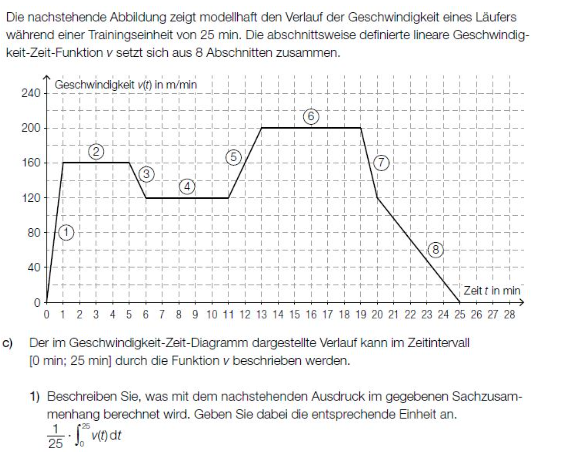 Die nachstehende Abbildung zeigt modellhaft den Verlauf der Geschwindigkeit eines Läufers
während einer Trainingseinheit von 25 min. Die abschnittsweise definierte lineare Geschwindig-
keit-Zeit-Funktion v setzt sich aus 8 Abschnitten zusammen.
Geschwindigkeit v(t) in m/min
240
200
160
120
80
40
0
1
2
3
4
5
6
7
8
Zeit t in min
0 1 2 3 4 5 6 7 8 9 10 11 12 13 14 15 16 17 18 19 20 21 22 23 24 25 26 27 28
c) Der im Geschwindigkeit-Zeit-Diagramm dargestellte Verlauf kann im Zeitintervall
[0 min; 25 min] durch die Funktion v beschrieben werden.
1) Beschreiben Sie, was mit dem nachstehenden Ausdruck im gegebenen Sachzusam-
menhang berechnet wird. Geben Sie dabei die entsprechende Einheit an.
1/25 · ∫₀²⁵ v(t) dt